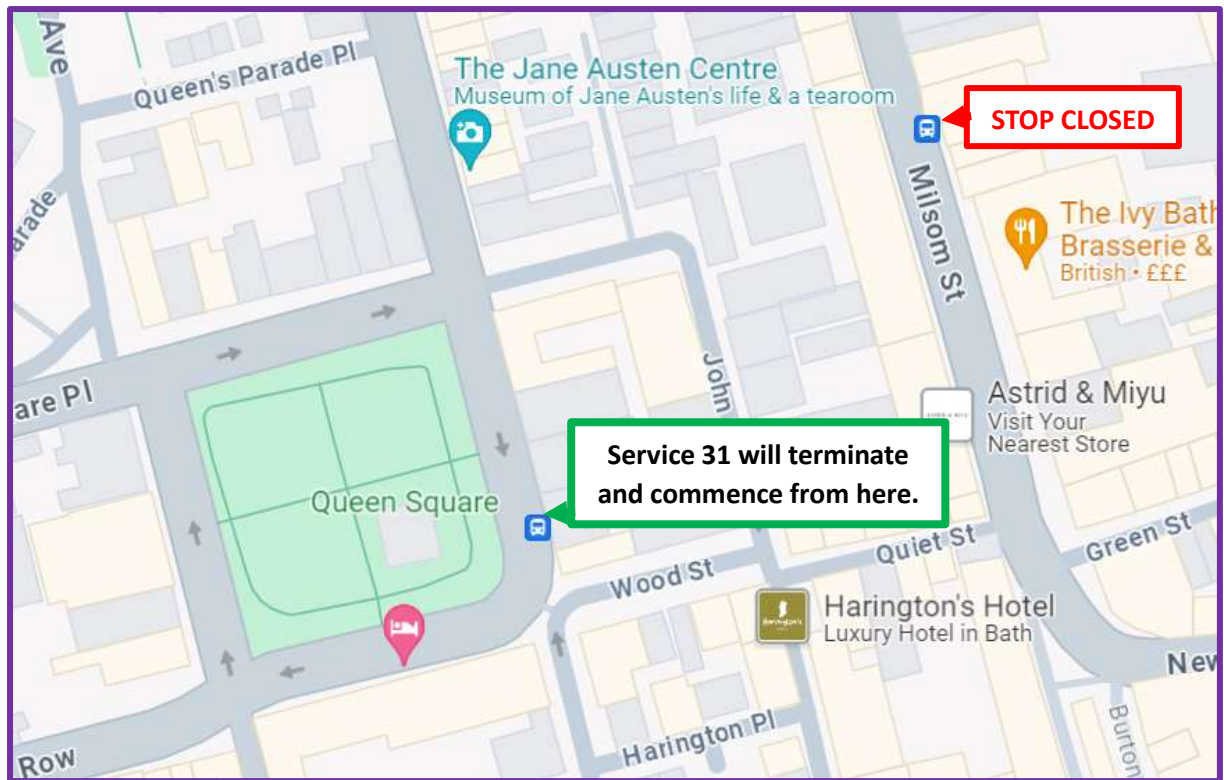 Ave
Queen's Parade Pl
The Jane Austen Centre
Museum of Jane Austen's life & a tearoom
STOP CLOSED
arade
Milsom St
The Ivy Bath
Brasserie &
British • £££
are Pl
John
Astrid & Miyu
Visit Your
Nearest Store
Service 31 will terminate
and commence from here.
Queen Square
Quiet St
Green St
Wood St
Harington's Hotel
Luxury Hotel in Bath
New
Burton
Harington Pl
Row